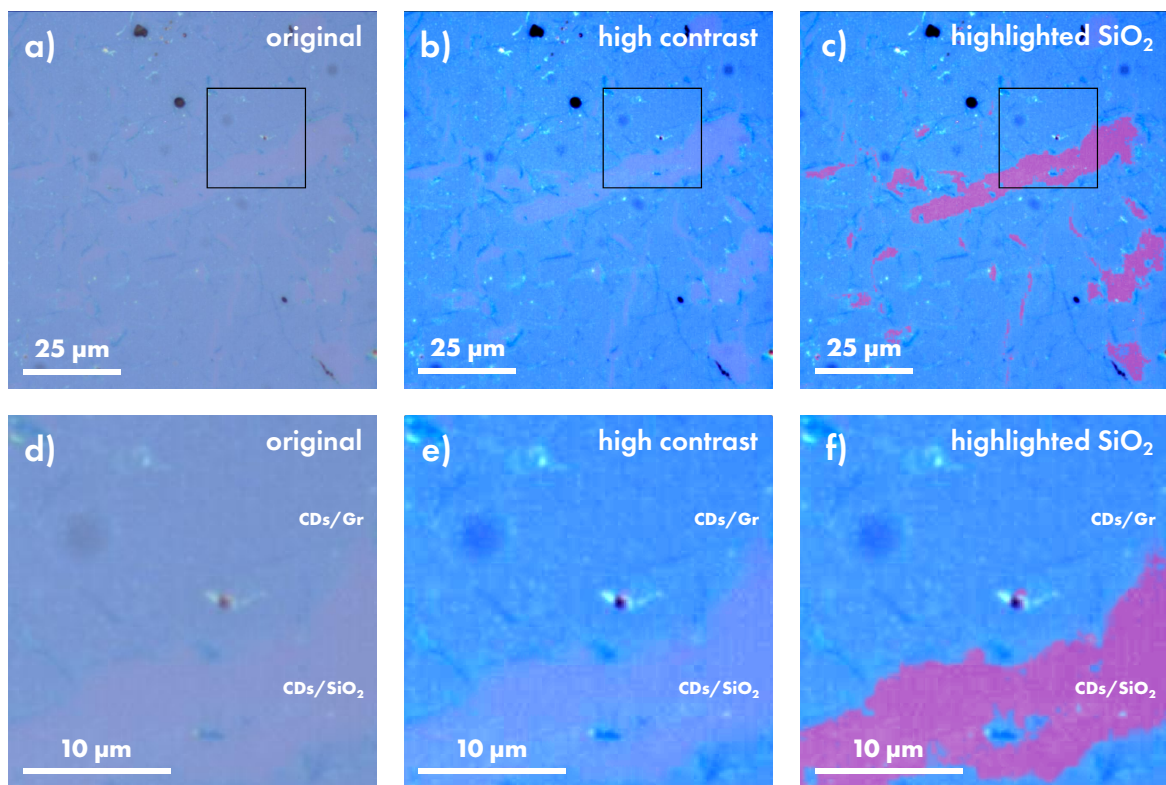 a) original
b) high contrast
c) highlighted SiO₂
25 µm
25 µm
25 µm
d) original
e) high contrast
f) highlighted SiO₂
CDs/Gr
CDs/Gr
CDs/Gr
CDs/SiO₂
CDs/SiO₂
CDs/SiO₂
10 µm
10 µm
10 µm